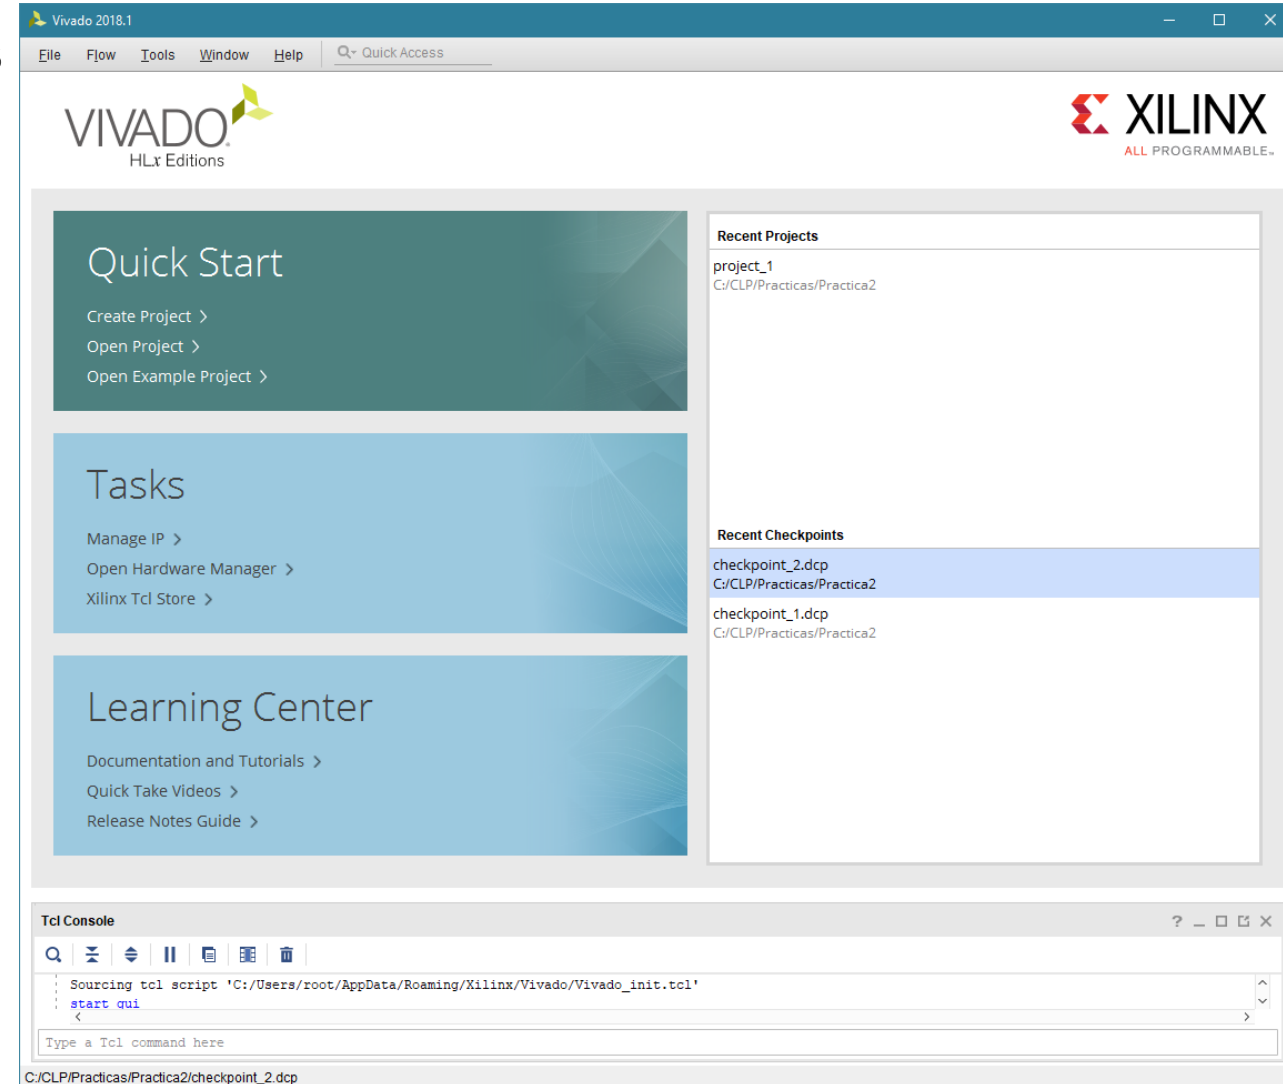 Vivado 2018.1
File Flow Tools Window Help Quick Access
VIVADO.
HLx Editions
XILINX
ALL PROGRAMMABLE™
Quick Start
Create Project
Open Project
Open Example Project
Tasks
Manage IP
Open Hardware Manager
Xilinx Tcl Store
Learning Center
Documentation and Tutorials
Quick Take Videos
Release Notes Guide
Recent Projects
project_1
C:/CLP/Practicas/Practica2
Recent Checkpoints
checkpoint_2.dcp
C:/CLP/Practicas/Practica2
checkpoint_1.dcp
C:/CLP/Practicas/Practica2
Tcl Console
Sourcing tcl script 'C:/Users/root/AppData/Roaming/Xilinx/Vivado/Vivado_init.tcl'
start_gui
Type a Tcl command here
C:/CLP/Practicas/Practica2/checkpoint_2.dcp